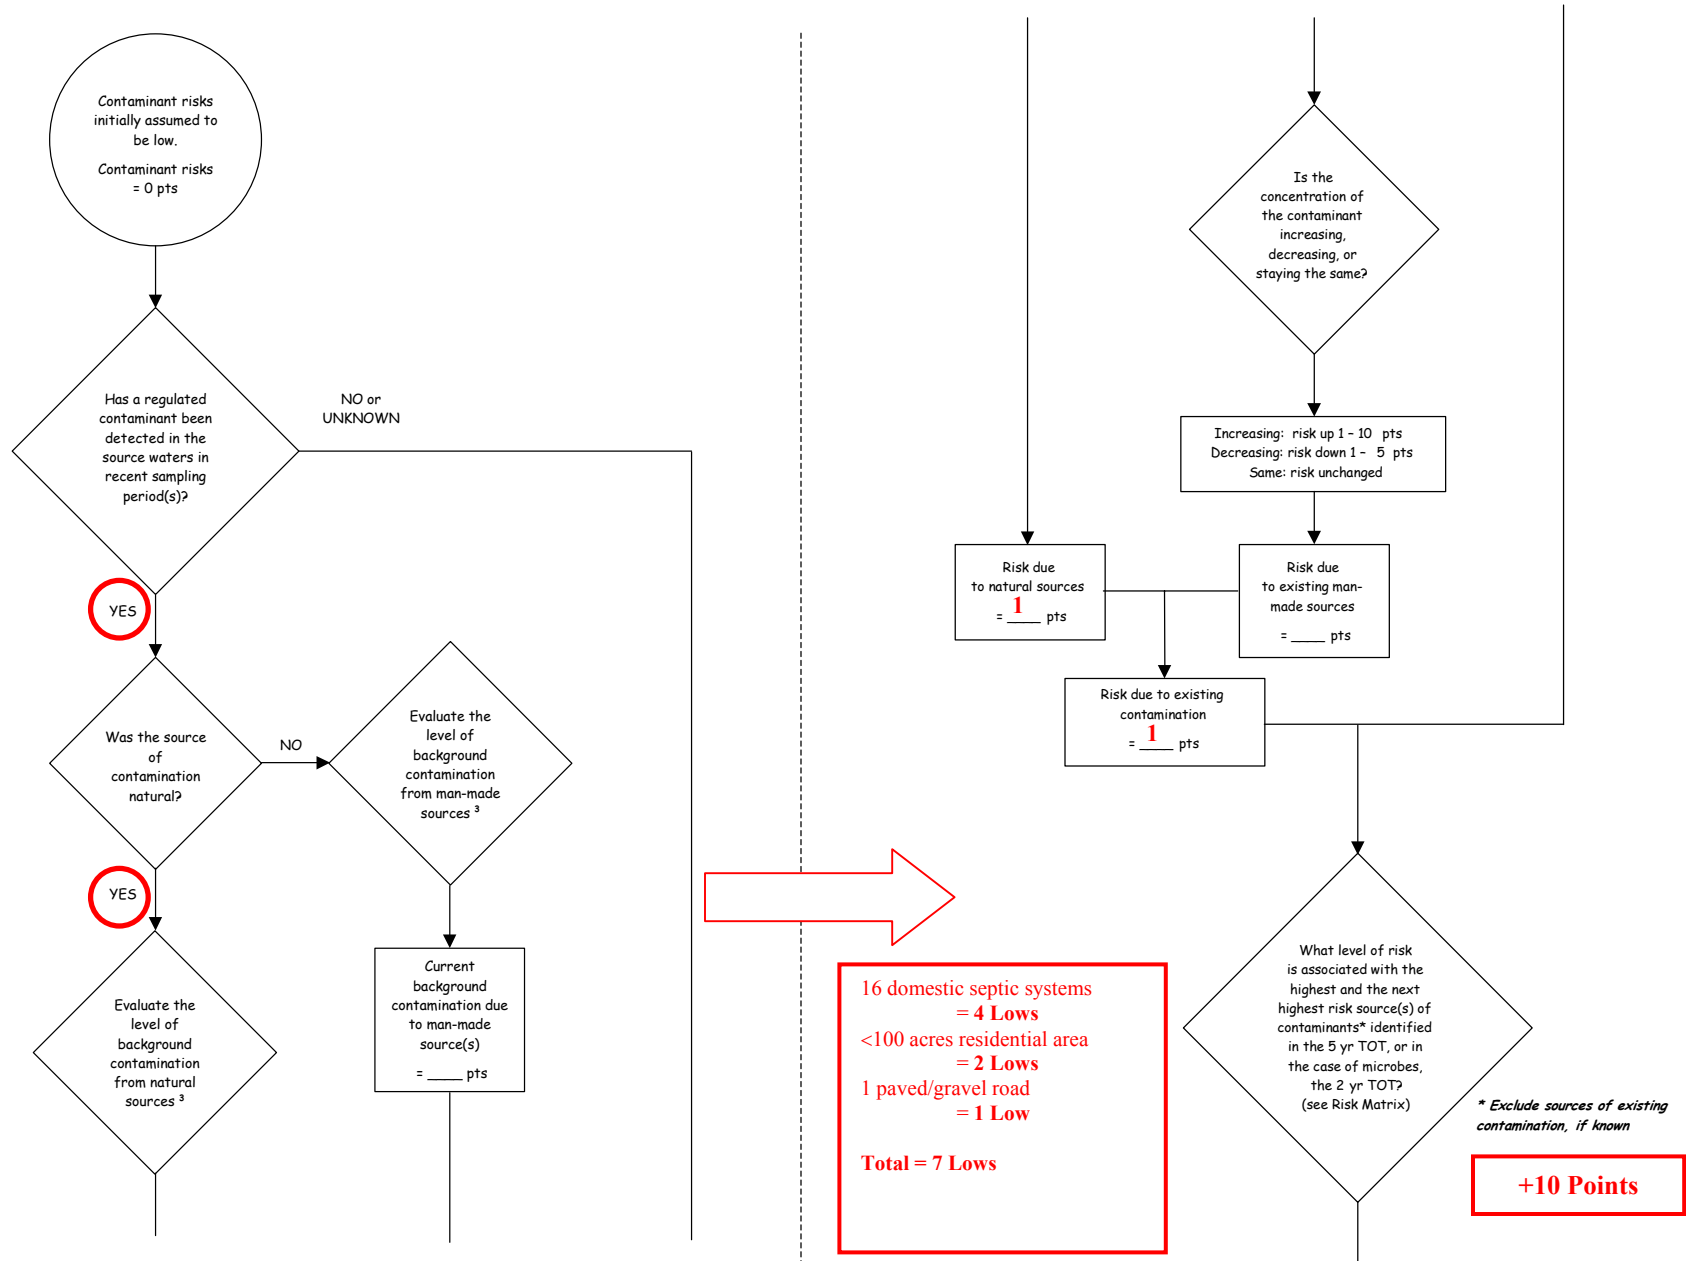 Contaminant risks
initially assumed to
be low.
Contaminant risks
= 0 pts
Has a regulated
contaminant been
detected in the
source waters in
recent sampling
period(s)?
NO or
UNKNOWN
YES
Was the source
of
contamination
natural?
NO
Evaluate the
level of
background
contamination
from man-made
sources ³
YES
Evaluate the
level of
background
contamination
from natural
sources ³
Current
background
contamination due
to man-made
source(s)
= ____ pts
Is the
concentration of
the contaminant
increasing,
decreasing, or
staying the same?
Increasing: risk up 1 – 10 pts
Decreasing: risk down 1 – 5 pts
Same: risk unchanged
Risk due
to natural sources
= 1 pts
Risk due
to existing man-
made sources
= ____ pts
Risk due to existing
contamination
= 1 pts
16 domestic septic systems
= 4 Lows
<100 acres residential area
= 2 Lows
1 paved/gravel road
= 1 Low
Total = 7 Lows
What level of risk
is associated with the
highest and the next
highest risk source(s) of
contaminants* identified
in the 5 yr TOT, or in
the case of microbes,
the 2 yr TOT?
(see Risk Matrix)
* Exclude sources of existing
contamination, if known
+10 Points